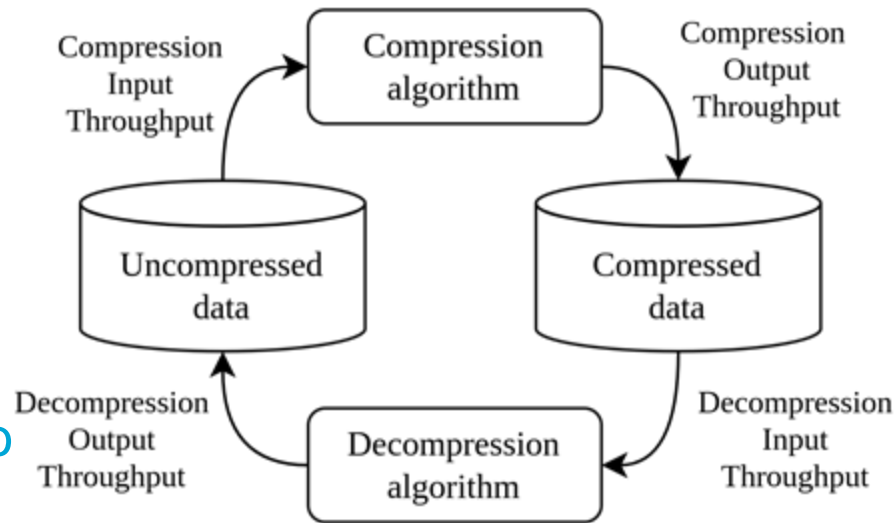 Compression
Input
Throughput
Compression
algorithm
Compression
Output
Throughput
Uncompressed
data
Compressed
data
Decompression
Output
Throughput
Decompression
algorithm
Decompression
Input
Throughput